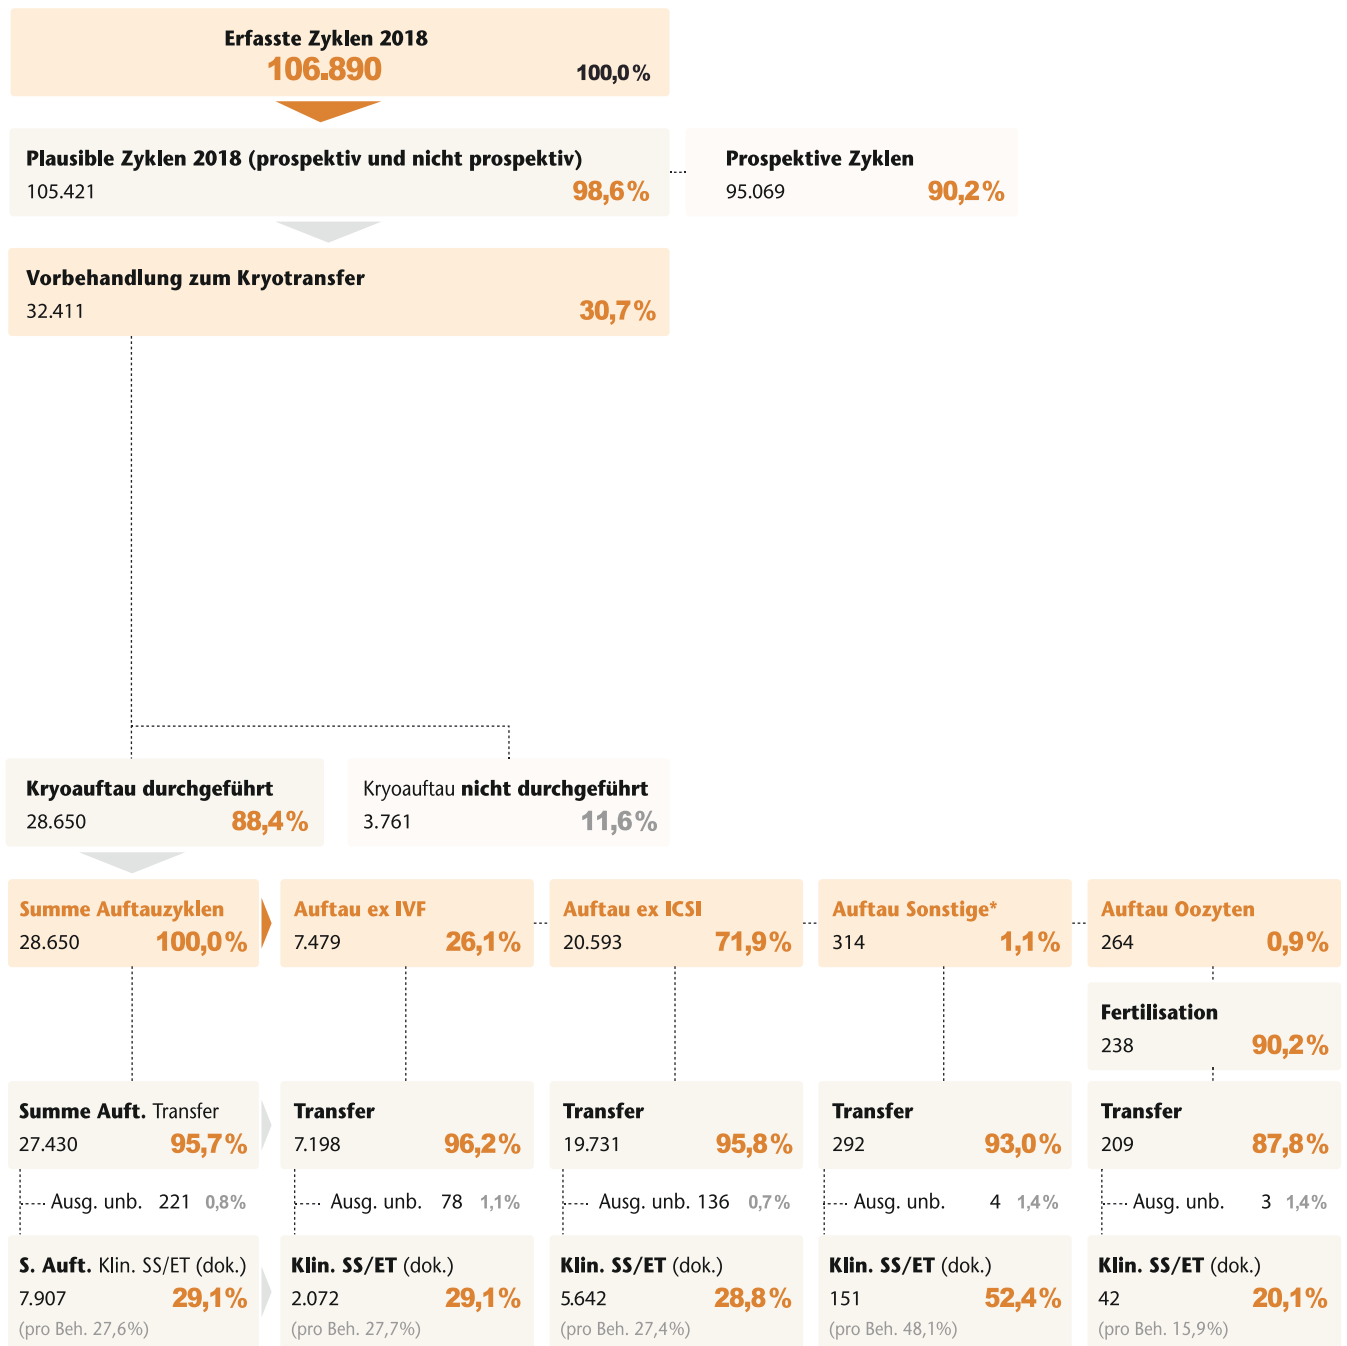 Erfasste Zyklen 2018
106.890 100,0 %
Plausible Zyklen 2018 (prospektiv und nicht prospektiv)
105.421 98,6 %
Prospektive Zyklen
95.069 90,2 %
Vorbehandlung zum Kryotransfer
32.411 30,7 %
Kryoauftau durchgeführt
28.650 88,4 %
Kryoauftau nicht durchgeführt
3.761 11,6 %
Summe Auftauzyklen
28.650 100,0 %
Auftau ex IVF
7.479 26,1 %
Auftau ex ICSI
20.593 71,9 %
Auftau Sonstige*
314 1,1 %
Auftau Oozyten
264 0,9 %
Fertilisation
238 90,2 %
Summe Auft. Transfer
27.430 95,7 %
Transfer
7.198 96,2 %
Transfer
19.731 95,8 %
Transfer
292 93,0 %
Transfer
209 87,8 %
Ausg. unb. 221 0,8 %
Ausg. unb. 78 1,1 %
Ausg. unb. 136 0,7 %
Ausg. unb. 4 1,4 %
Ausg. unb. 3 1,4 %
S. Auft. Klin. SS/ET (dok.)
7.907 29,1 %
(pro Beh. 27,6%)
Klin. SS/ET (dok.)
2.072 29,1 %
(pro Beh. 27,7%)
Klin. SS/ET (dok.)
5.642 28,8 %
(pro Beh. 27,4%)
Klin. SS/ET (dok.)
151 52,4 %
(pro Beh. 48,1%)
Klin. SS/ET (dok.)
42 20,1 %
(pro Beh. 15,9%)